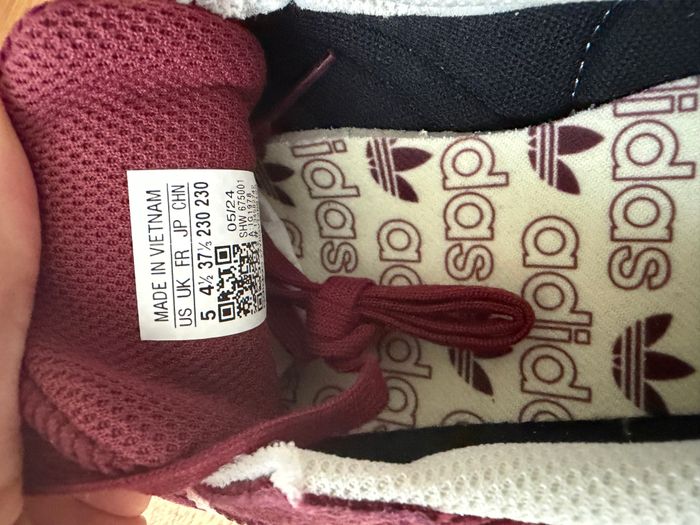 MADE IN VIETNAM
US UK FR JP CHN
5 4½ 37⅓ 230 230
05/24
SHW 675001
adidas
adidas
adidas
adidas
adidas